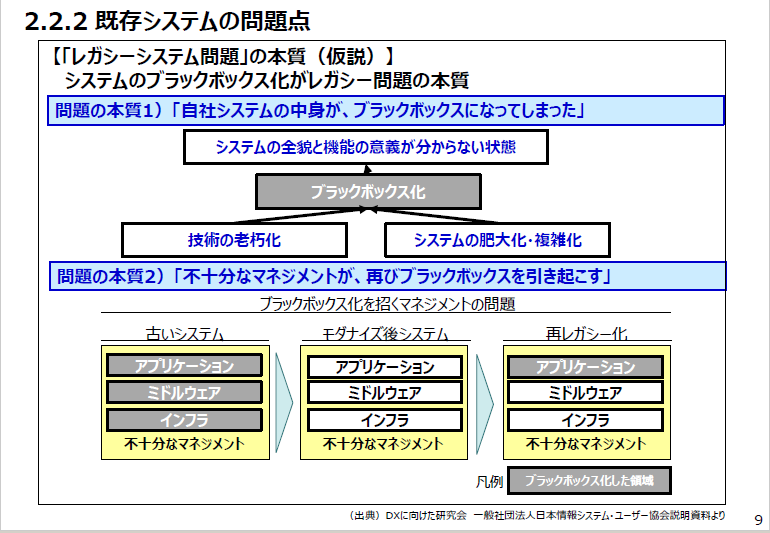 2.2.2 既存システムの問題点
【「レガシーシステム問題」の本質（仮説）】
システムのブラックボックス化がレガシー問題の本質
問題の本質1）「自社システムの中身が、ブラックボックスになってしまった」
システムの全貌と機能の意義が分からない状態
ブラックボックス化
技術の老朽化
システムの肥大化・複雑化
問題の本質2）「不十分なマネジメントが、再びブラックボックスを引き起こす」
ブラックボックス化を招くマネジメントの問題
古いシステム
アプリケーション
ミドルウェア
インフラ
不十分なマネジメント
モダナイズ後システム
アプリケーション
ミドルウェア
インフラ
不十分なマネジメント
再レガシー化
アプリケーション
ミドルウェア
インフラ
不十分なマネジメント
凡例
ブラックボックス化した領域
（出典）DXに向けた研究会 一般社団法人日本情報システム・ユーザー協会説明資料より
9